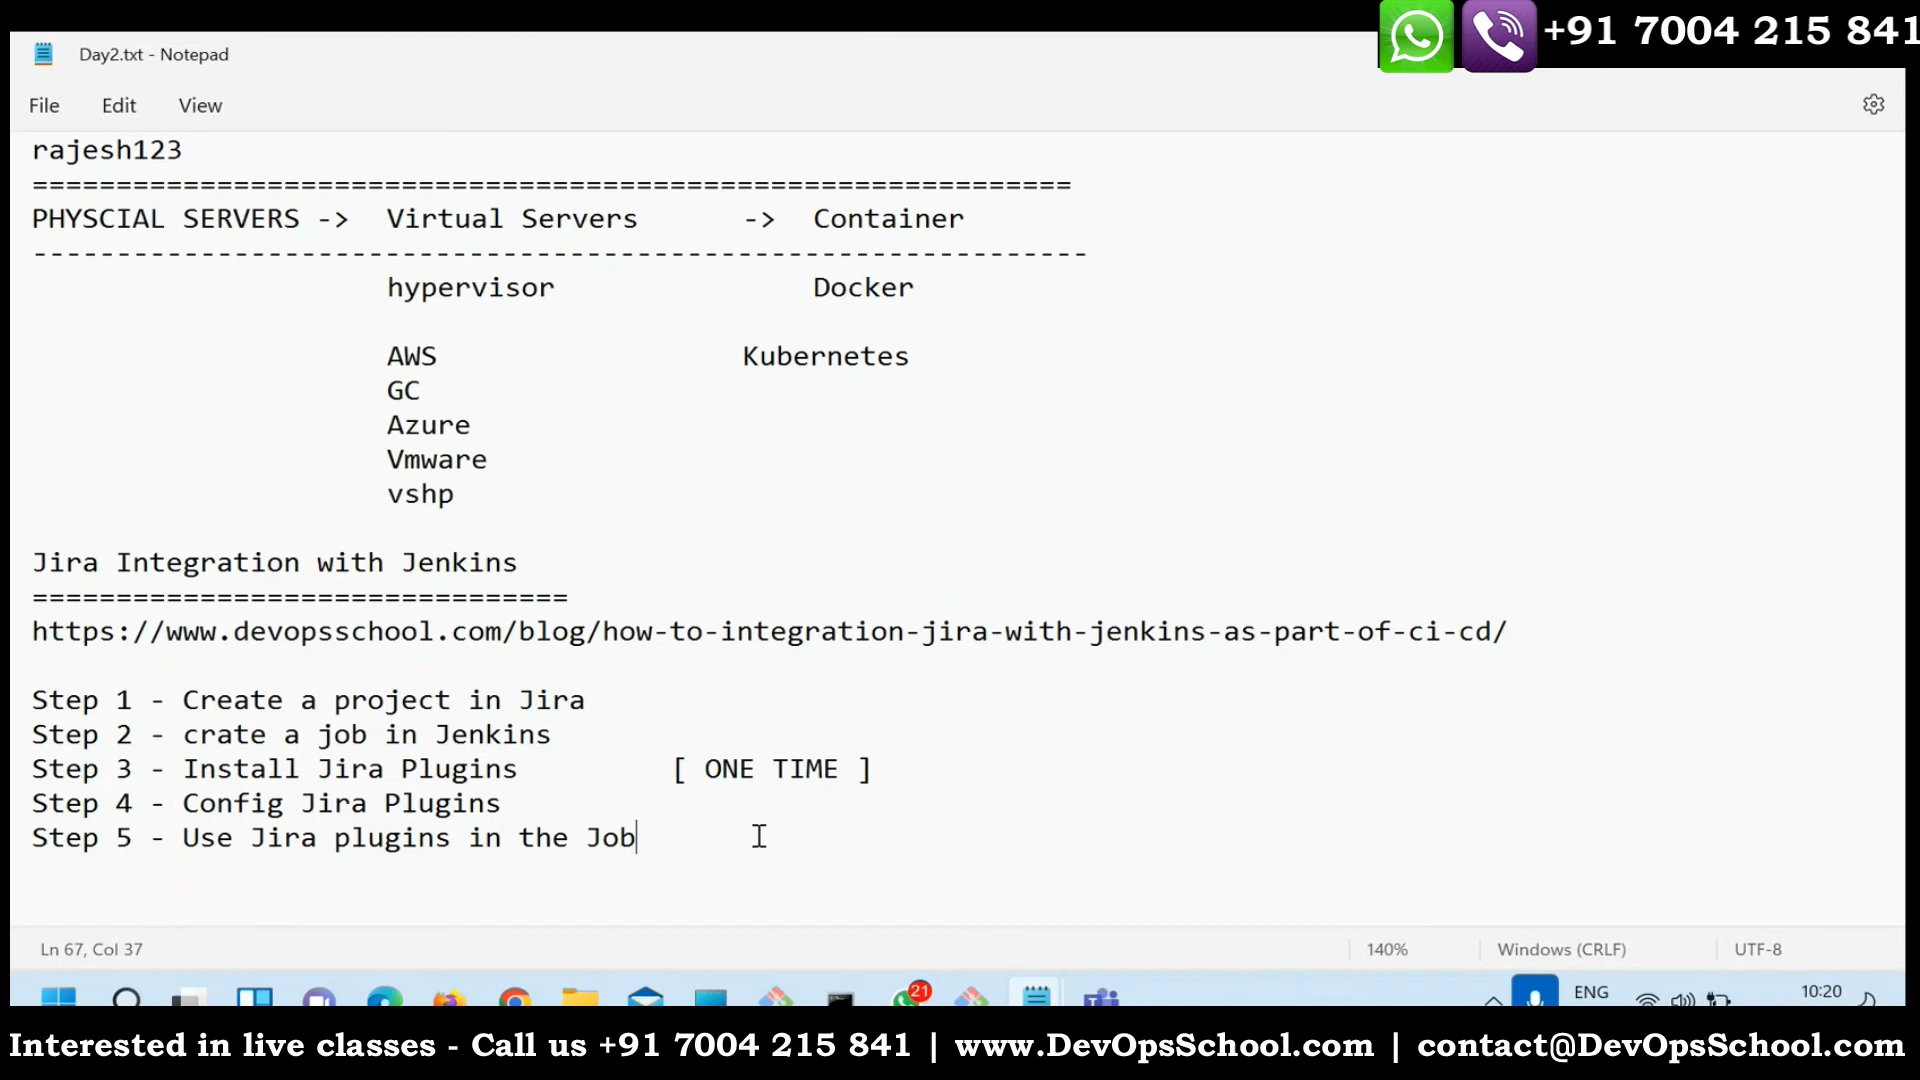 +91 7004 215 841
Day2.txt - Notepad
File Edit View
rajesh123
==============================================================
PHYSCIAL SERVERS -> Virtual Servers -> Container
---------------------------------------------------------------
hypervisor Docker
AWS Kubernetes
GC
Azure
Vmware
vshp
Jira Integration with Jenkins
================================
https://www.devopsschool.com/blog/how-to-integration-jira-with-jenkins-as-part-of-ci-cd/
Step 1 - Create a project in Jira
Step 2 - crate a job in Jenkins
Step 3 - Install Jira Plugins [ ONE TIME ]
Step 4 - Config Jira Plugins
Step 5 - Use Jira plugins in the Job
Ln 67, Col 37 140% Windows (CRLF) UTF-8
21 ENG 10:20
Interested in live classes - Call us +91 7004 215 841 | www.DevOpsSchool.com | contact@DevOpsSchool.com